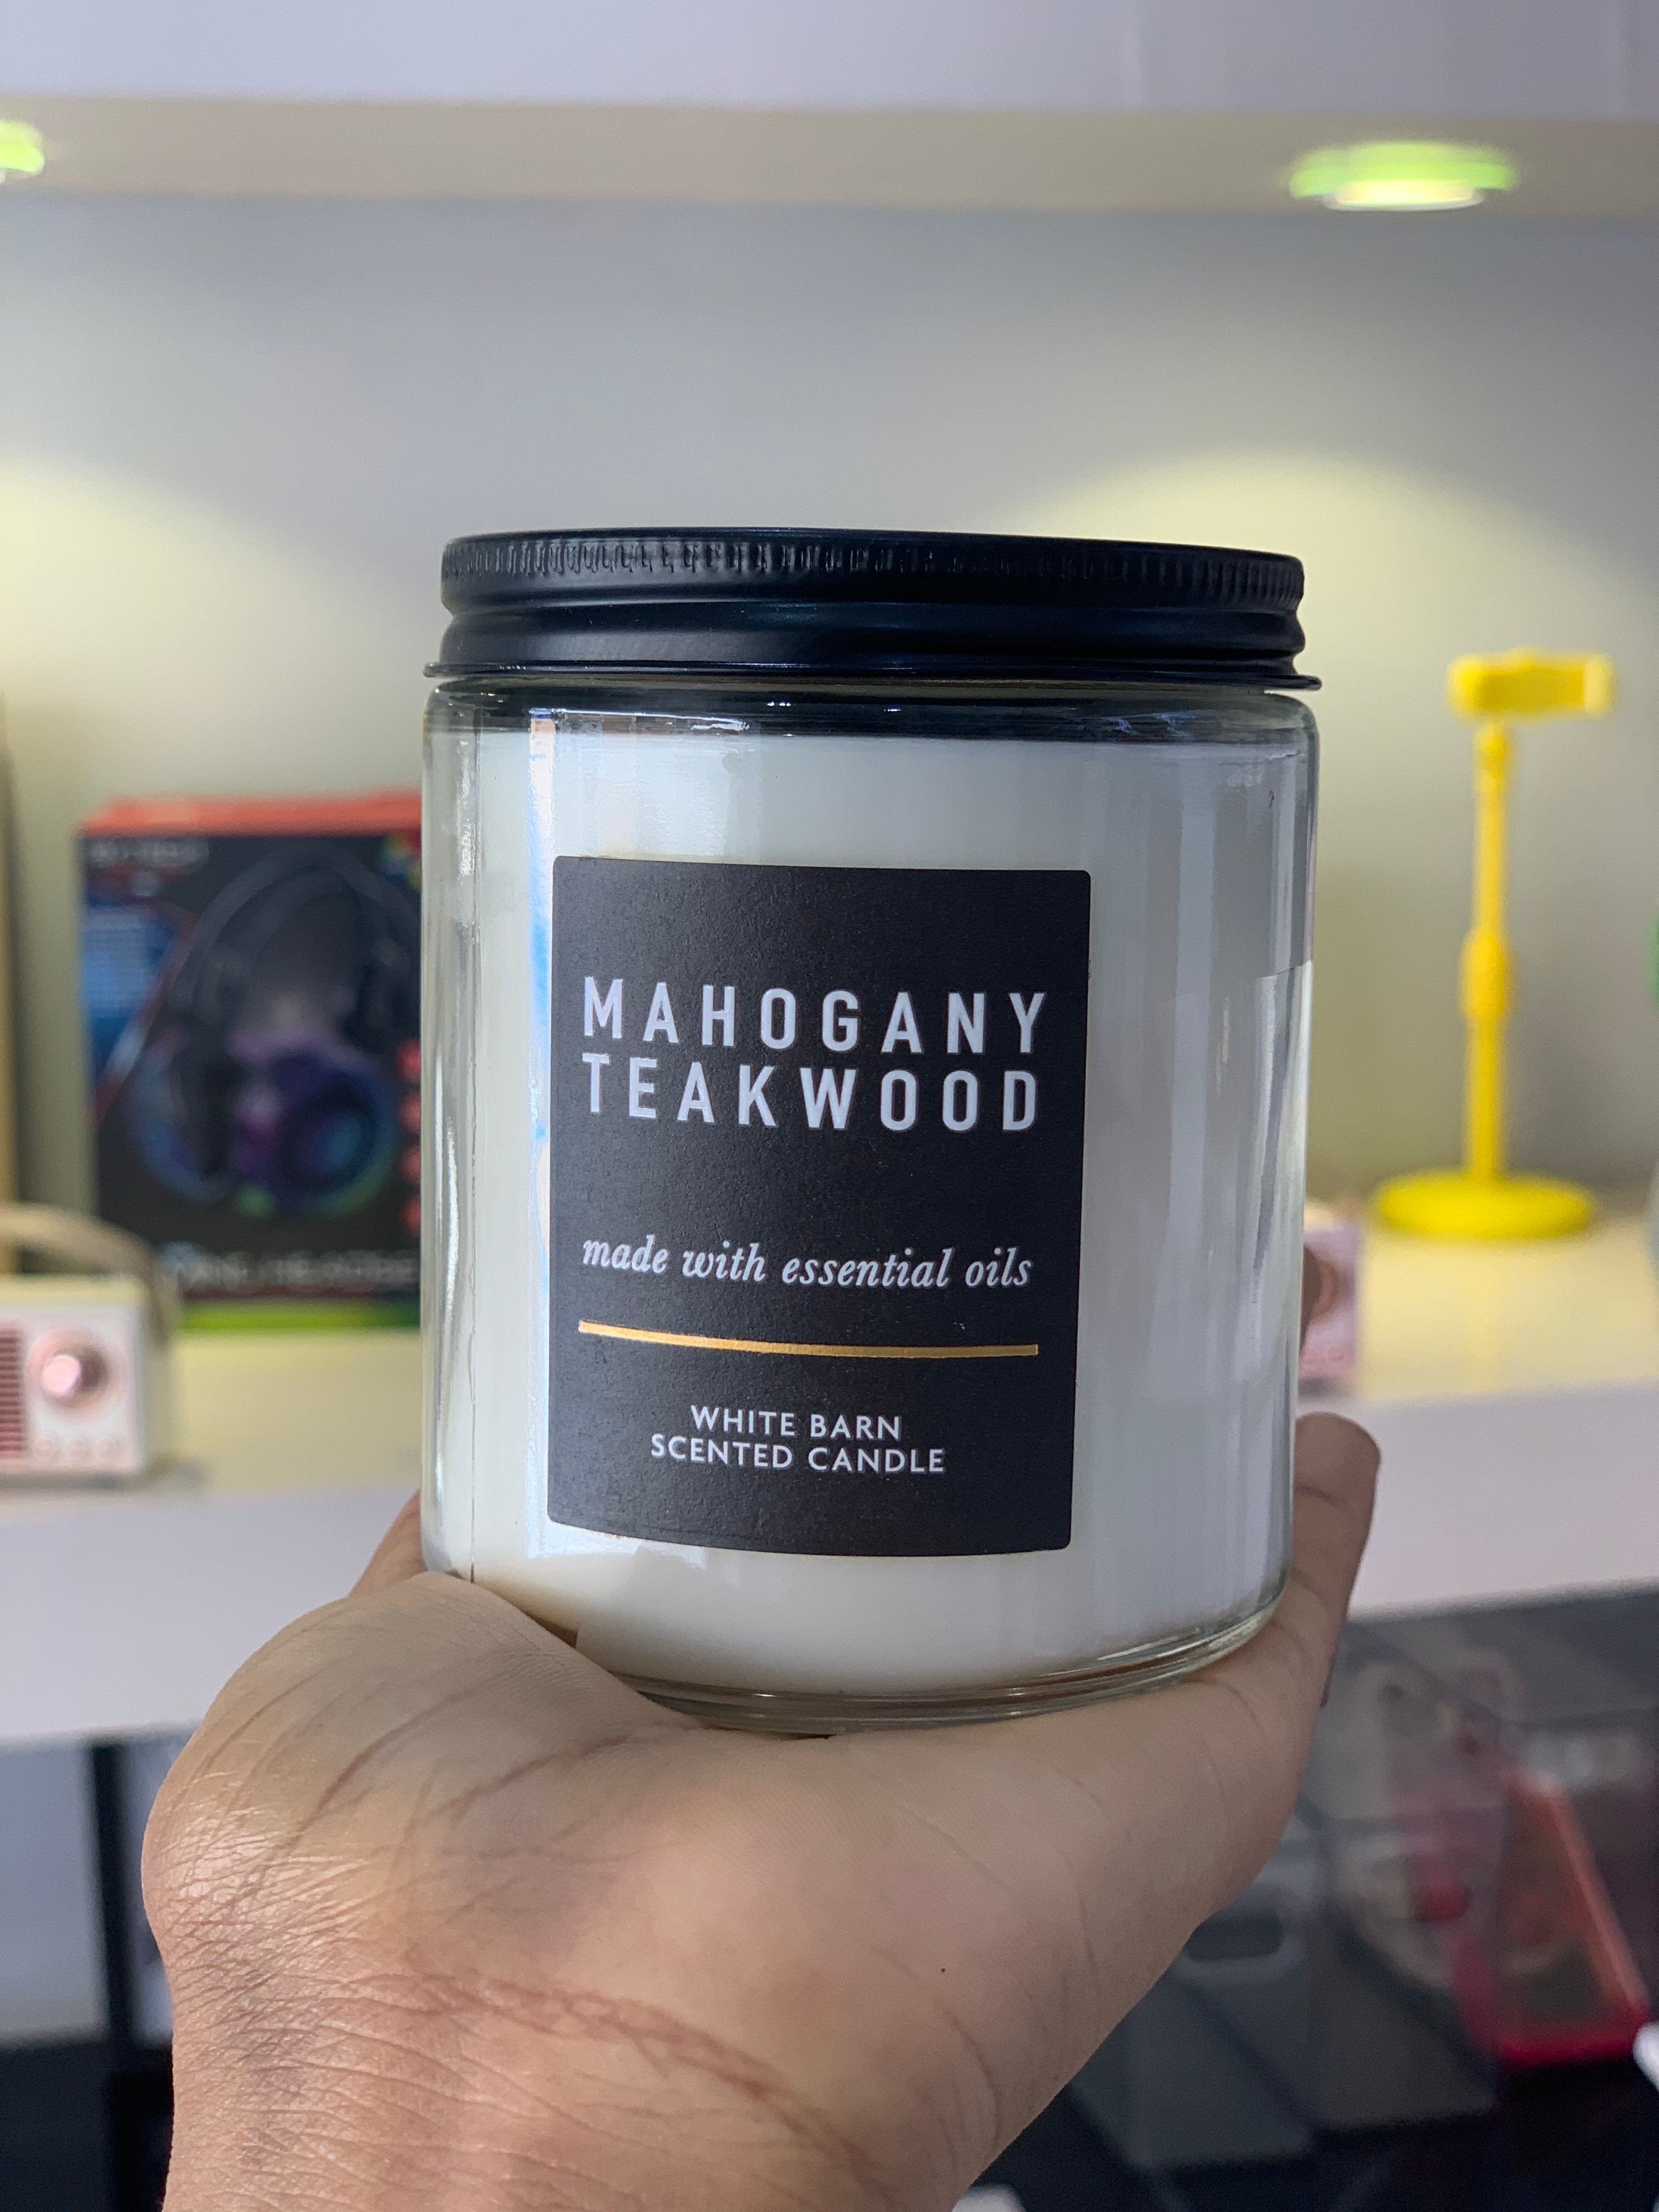 MAHOGANY
TEAKWOOD
made with essential oils
WHITE BARN
SCENTED CANDLE